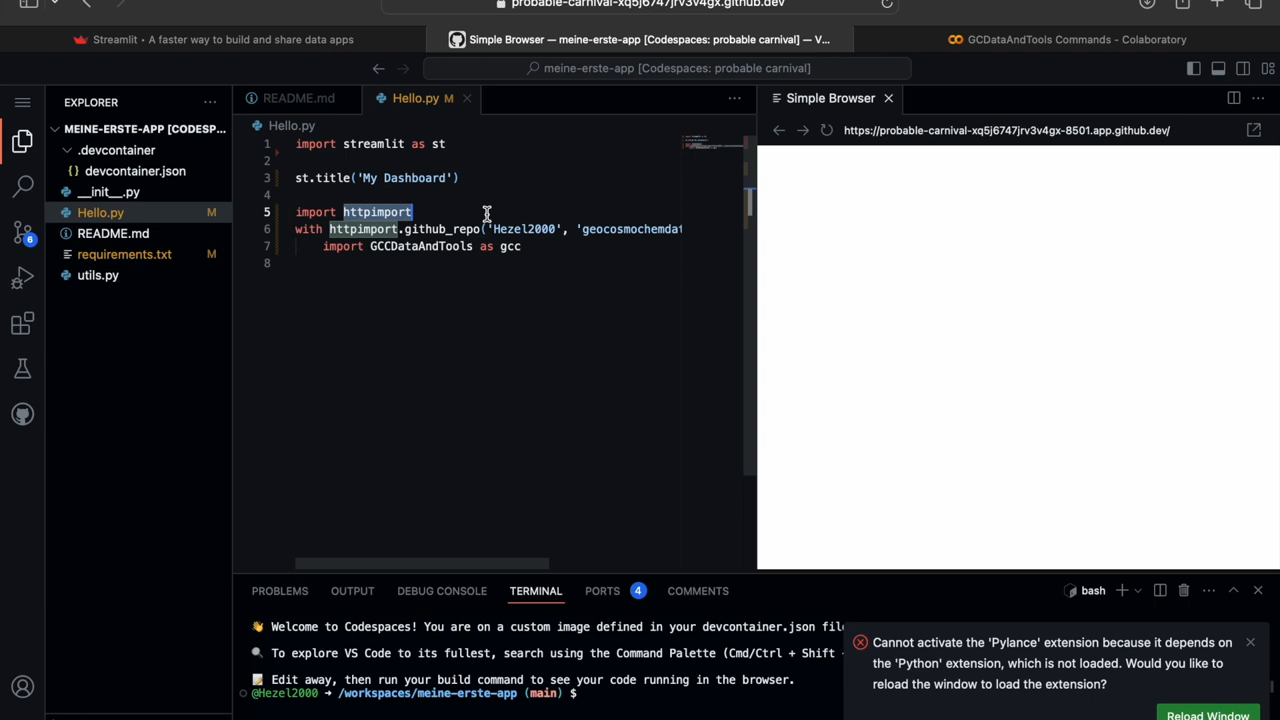 probable-carnival-xq5j6747jrv3v4gx.github.dev
Streamlit • A faster way to build and share data apps
Simple Browser — meine-erste-app [Codespaces: probable carnival] — V...
GCDataAndTools Commands - Colaboratory
meine-erste-app [Codespaces: probable carnival]
EXPLORER
MEINE-ERSTE-APP [CODESP...
.devcontainer
{} devcontainer.json
__init__.py
Hello.py M
README.md
requirements.txt M
utils.py
6
README.md
Hello.py M
Hello.py
1 import streamlit as st
2
3 st.title('My Dashboard')
4
5 import httpimport
6 with httpimport.github_repo('Hezel2000', 'geocosmochemdat
7 import GCCDataAndTools as gcc
8
Simple Browser
https://probable-carnival-xq5j6747jrv3v4gx-8501.app.github.dev/
PROBLEMS OUTPUT DEBUG CONSOLE TERMINAL PORTS 4 COMMENTS
bash
👋 Welcome to Codespaces! You are on a custom image defined in your devcontainer.json file
🔍 To explore VS Code to its fullest, search using the Command Palette (Cmd/Ctrl + Shift
📝 Edit away, then run your build command to see your code running in the browser.
@Hezel2000 → /workspaces/meine-erste-app (main) $
Cannot activate the 'Pylance' extension because it depends on
the 'Python' extension, which is not loaded. Would you like to
reload the window to load the extension?
Reload Window